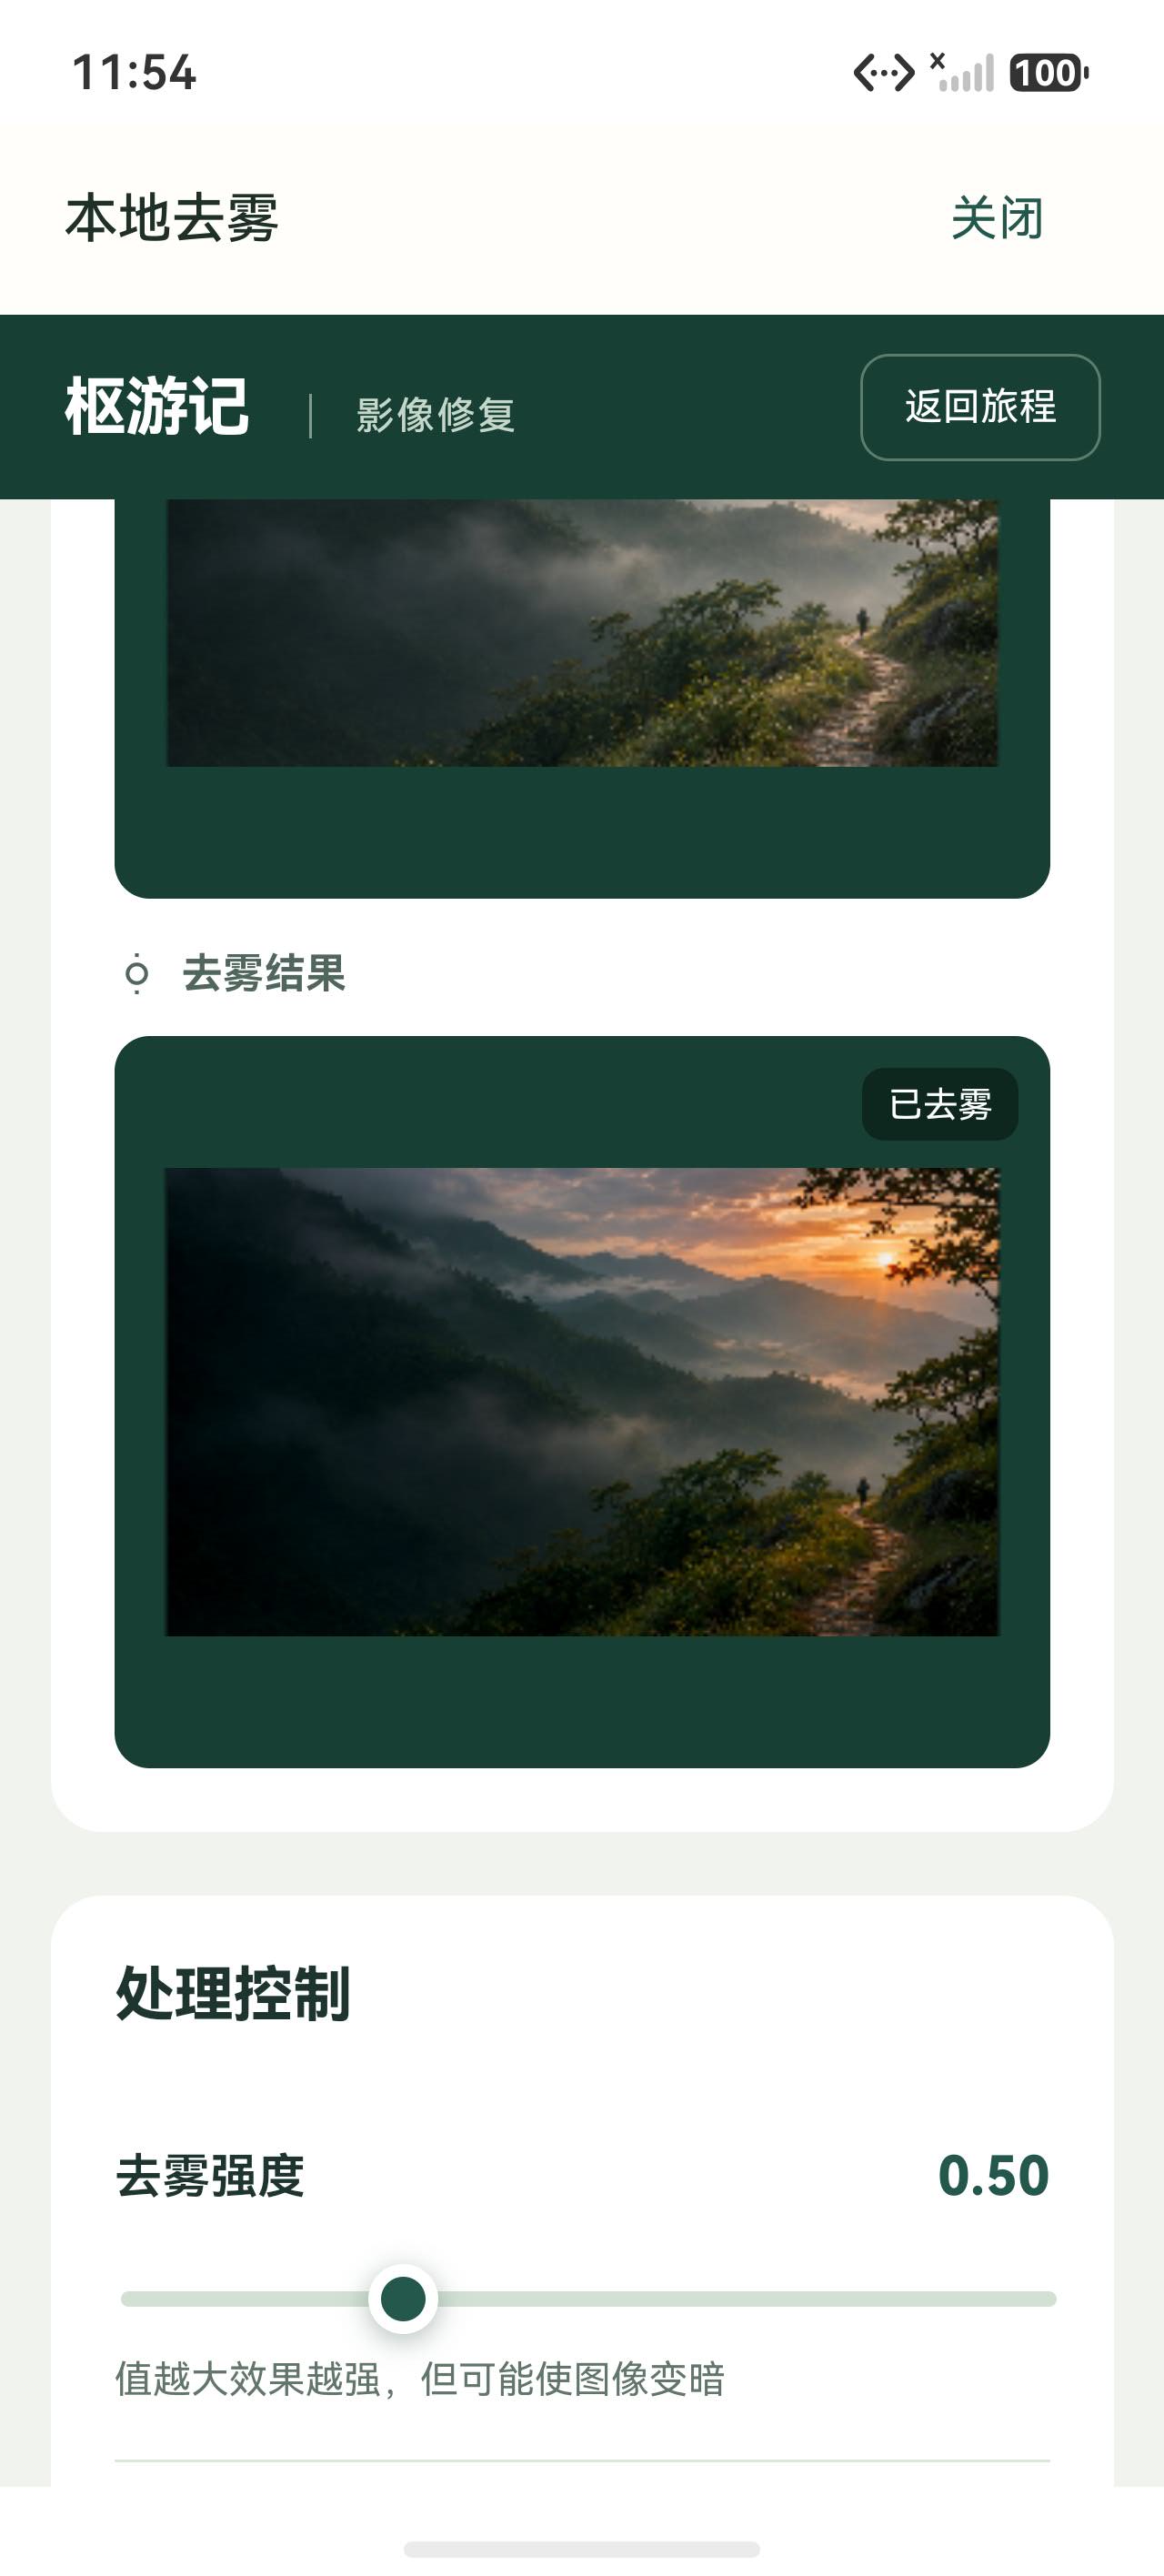 11:54
100
本地去雾
关闭
枢游记
影像修复
返回旅程
去雾结果
已去雾
处理控制
去雾强度
0.50
值越大效果越强，但可能使图像变暗